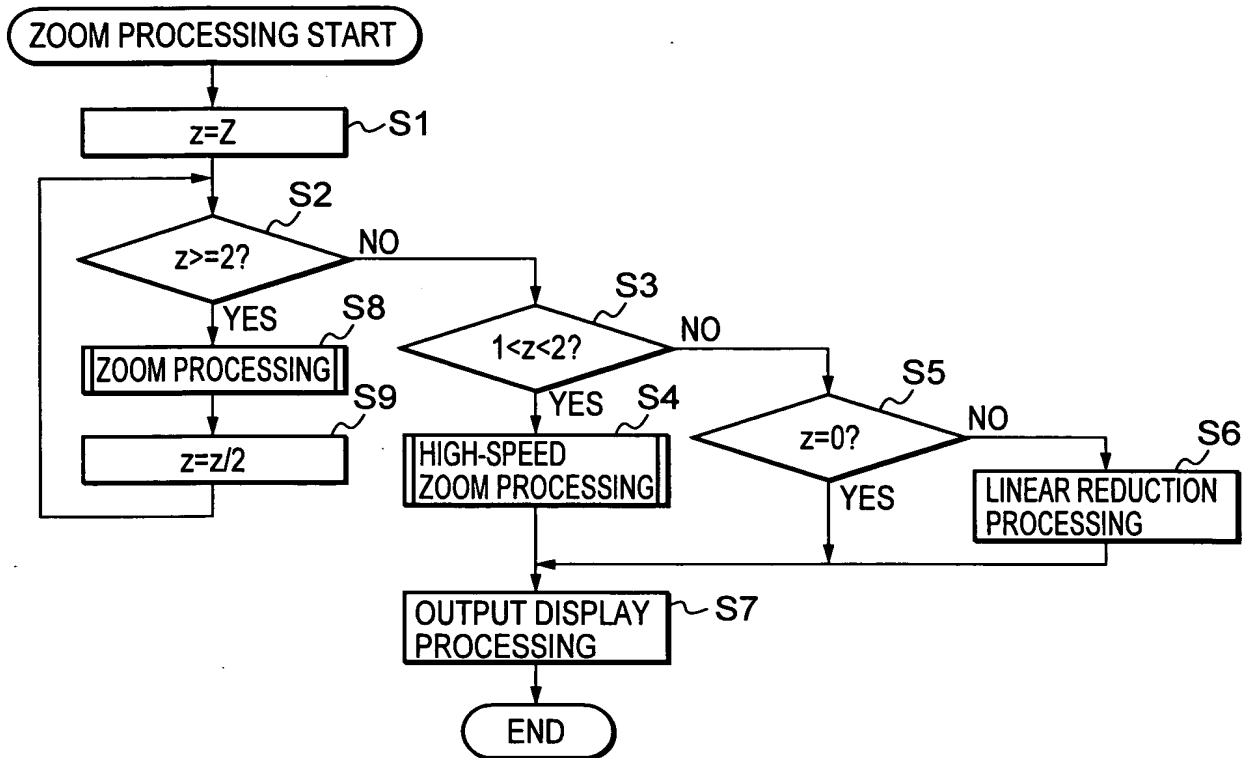 ZOOM PROCESSING START
z=Z
S1
S2
z>=2?
NO
YES
S8
ZOOM PROCESSING
S9
z=z/2
S3
1<z<2?
NO
YES
S4
HIGH-SPEED
ZOOM PROCESSING
S5
z=0?
NO
YES
S6
LINEAR REDUCTION
PROCESSING
OUTPUT DISPLAY
PROCESSING
S7
END